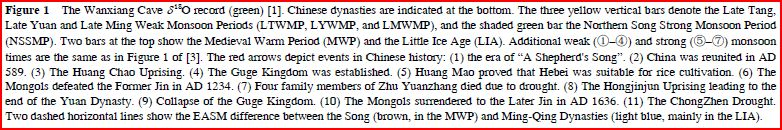 Figure 1 The Wanxiang Cave δ18O record (green) [1]. Chinese dynasties are indicated at the bottom. The three yellow vertical bars denote the Late Tang,
Late Yuan and Late Ming Weak Monsoon Periods (LTWMP, LYWMP, and LMWMP), and the shaded green bar the Northern Song Strong Monsoon Period
(NSSMP). Two bars at the top show the Medieval Warm Period (MWP) and the Little Ice Age (LIA). Additional weak (①–④) and strong (⑤–⑦) monsoon
times are the same as in Figure 1 of [3]. The red arrows depict events in Chinese history: (1) the era of “A Shepherd's Song”. (2) China was reunited in AD
589. (3) The Huang Chao Uprising. (4) The Guge Kingdom was established. (5) Huang Mao proved that Hebei was suitable for rice cultivation. (6) The
Mongols defeated the Former Jin in AD 1234. (7) Four family members of Zhu Yuanzhang died due to drought. (8) The Hongjinjun Uprising leading to the
end of the Yuan Dynasty. (9) Collapse of the Guge Kingdom. (10) The Mongols surrendered to the Later Jin in AD 1636. (11) The ChongZhen Drought.
Two dashed horizontal lines show the EASM difference between the Song (brown, in the MWP) and Ming-Qing Dynasties (light blue, mainly in the LIA).